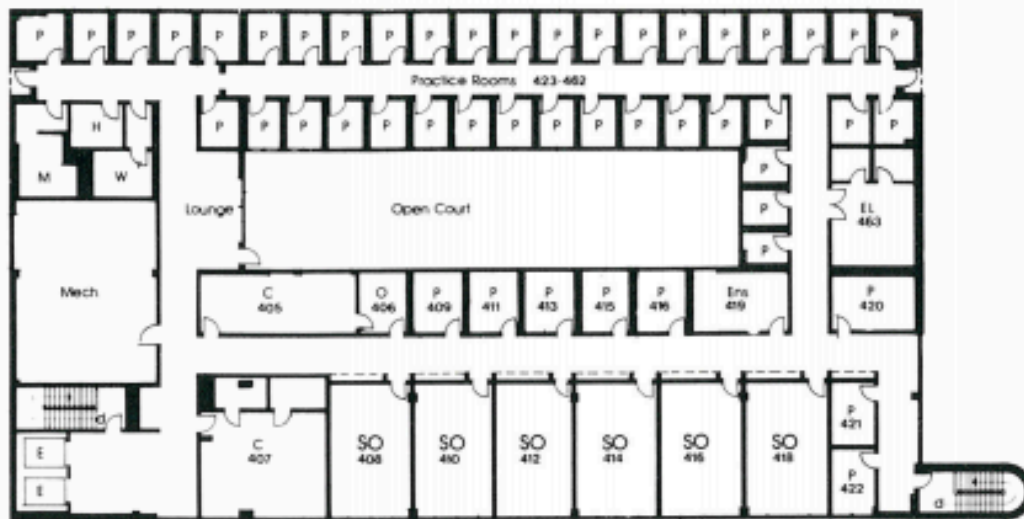 P P P P P P P P P P P P P P P P P P P P P
Practice Rooms 423-462
H
P P P P P P P P P P P P P P P P
M
W
P
Lounge
Open Court
P
EL
463
P
Mech
C
405
O
406
P
409
P
411
P
413
P
415
P
416
Ens
419
P
420
d
C
407
SO
408
SO
410
SO
412
SO
414
SO
416
SO
418
P
421
P
422
E
E
d